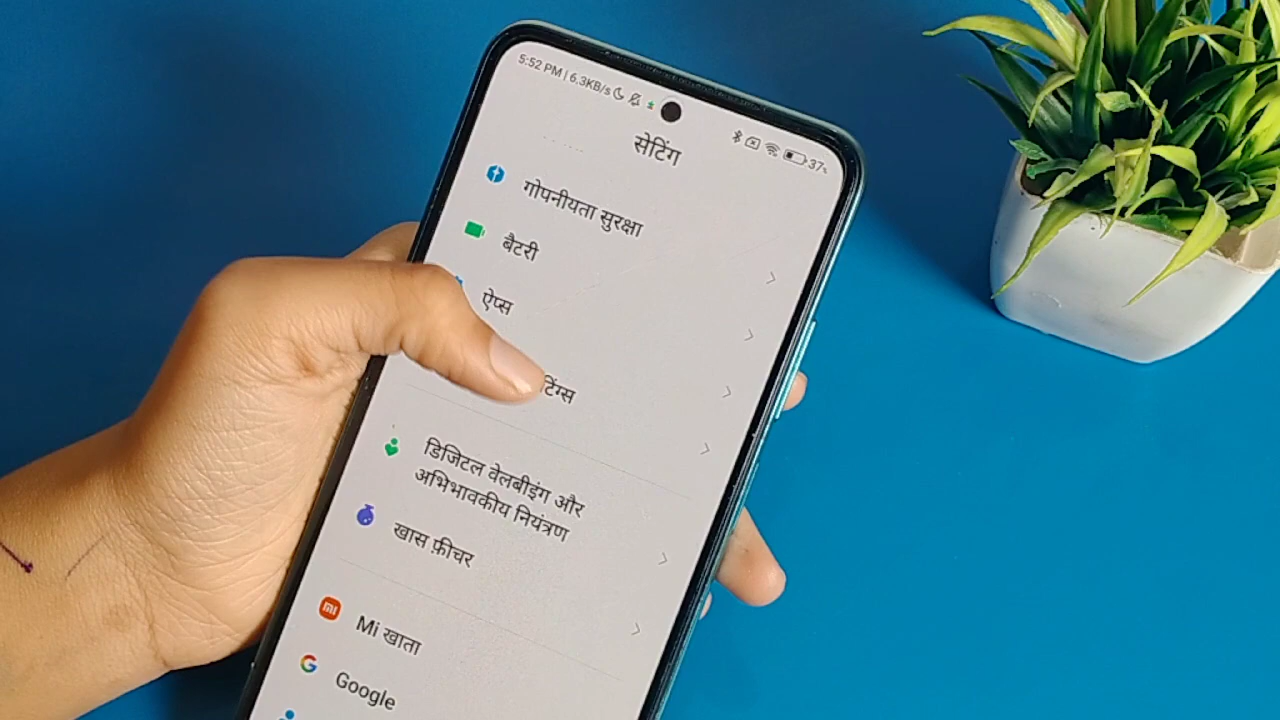 5:52 PM | 6.3KB/s
37%
सेटिंग
गोपनीयता सुरक्षा
बैटरी
ऐप्स
टिंग्स
डिजिटल वेलबीइंग और
अभिभावकीय नियंत्रण
खास फ़ीचर
mi
Mi खाता
Google